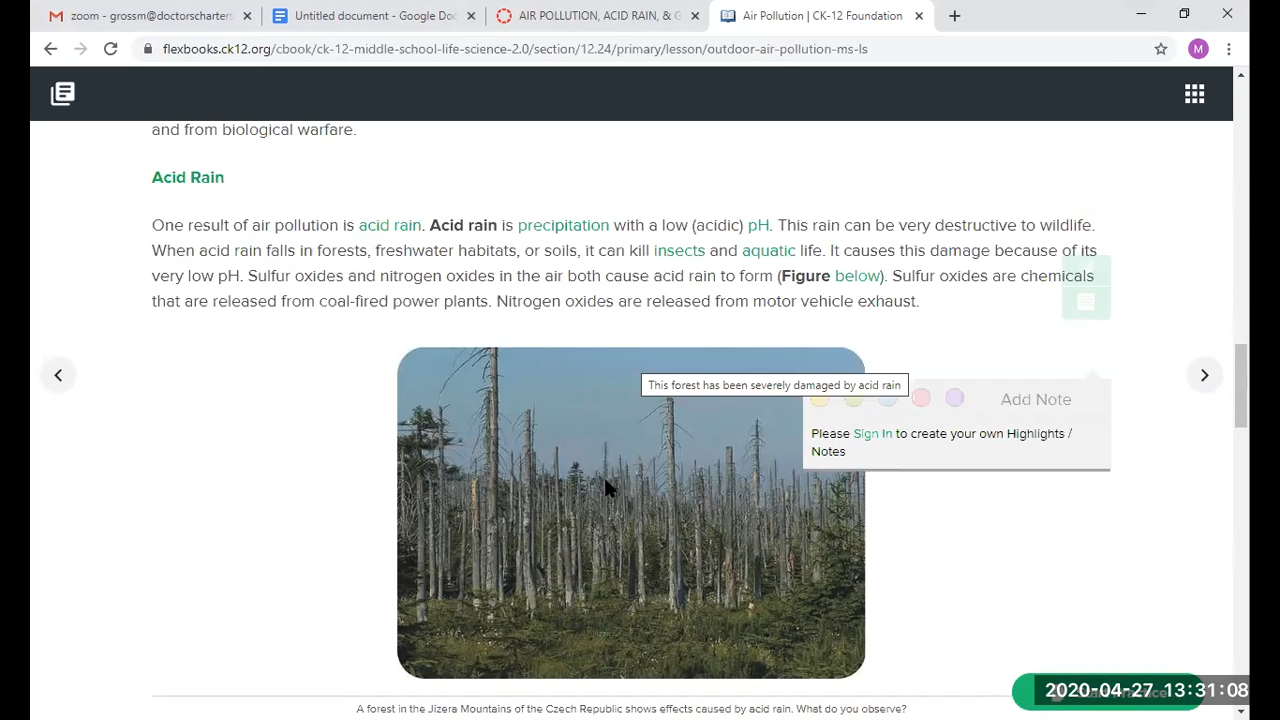 zoom - grossm@doctorscharters
Untitled document - Google Doc
AIR POLLUTION, ACID RAIN, & G
Air Pollution | CK-12 Foundation
flexbooks.ck12.org/cbook/ck-12-middle-school-life-science-2.0/section/12.24/primary/lesson/outdoor-air-pollution-ms-ls
M
and from biological warfare.
Acid Rain
One result of air pollution is acid rain. Acid rain is precipitation with a low (acidic) pH. This rain can be very destructive to wildlife.
When acid rain falls in forests, freshwater habitats, or soils, it can kill insects and aquatic life. It causes this damage because of its
very low pH. Sulfur oxides and nitrogen oxides in the air both cause acid rain to form (Figure below). Sulfur oxides are chemicals
that are released from coal-fired power plants. Nitrogen oxides are released from motor vehicle exhaust.
This forest has been severely damaged by acid rain
Add Note
Please Sign In to create your own Highlights /
Notes
2020-04-27 13:31:08
A forest in the Jizera Mountains of the Czech Republic shows effects caused by acid rain. What do you observe?